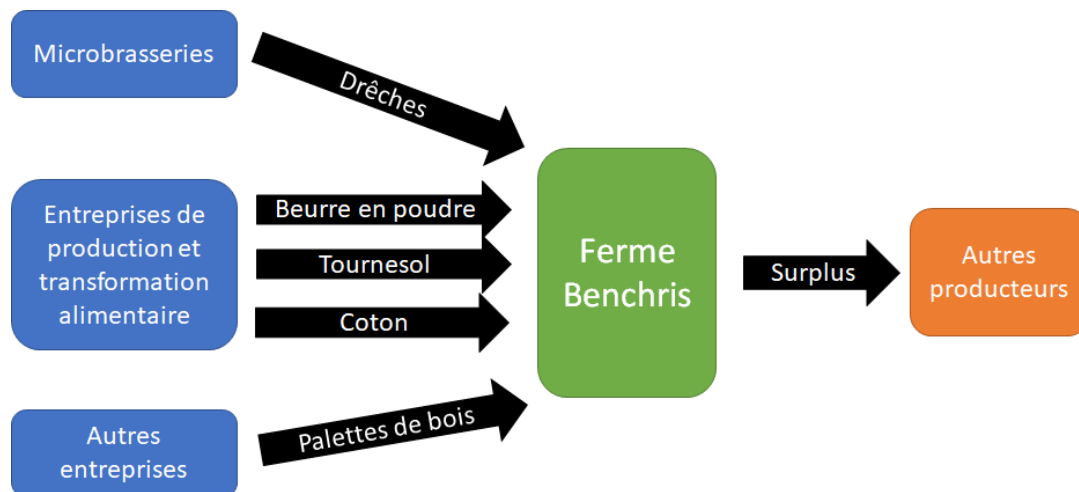 Microbrasseries
Drêches
Entreprises de
production et
transformation
alimentaire
Beurre en poudre
Tournesol
Coton
Autres
entreprises
Palettes de bois
Ferme
Benchris
Surplus
Autres
producteurs